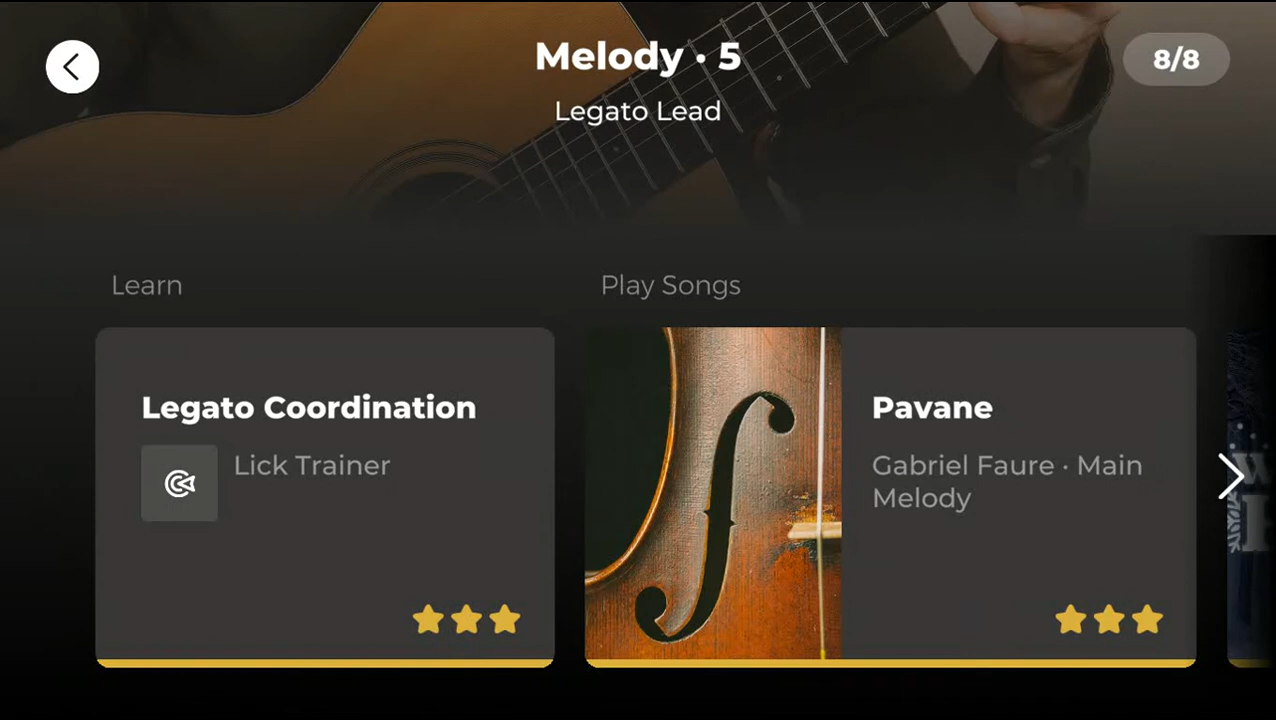 Melody • 5
8/8
Legato Lead
Learn
Play Songs
Legato Coordination
Lick Trainer
Pavane
Gabriel Faure · Main
Melody